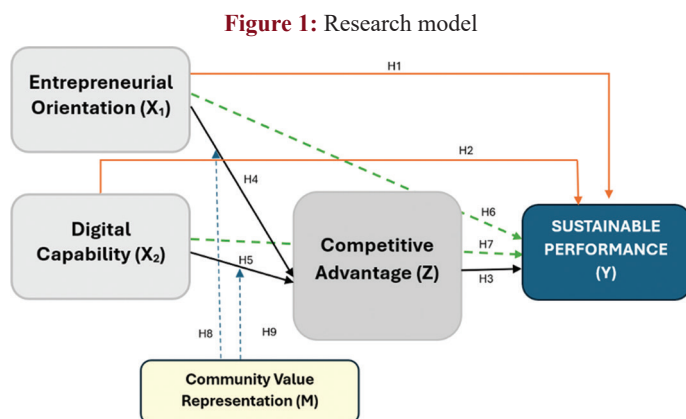 Figure 1: Research model
H1
Entrepreneurial
Orientation (X₁)
H2
H4
Digital
Capability (X₂)
H6
H7
H5
Competitive
Advantage (Z)
H3
SUSTAINABLE
PERFORMANCE
(Y)
H8
H9
Community Value
Representation (M)